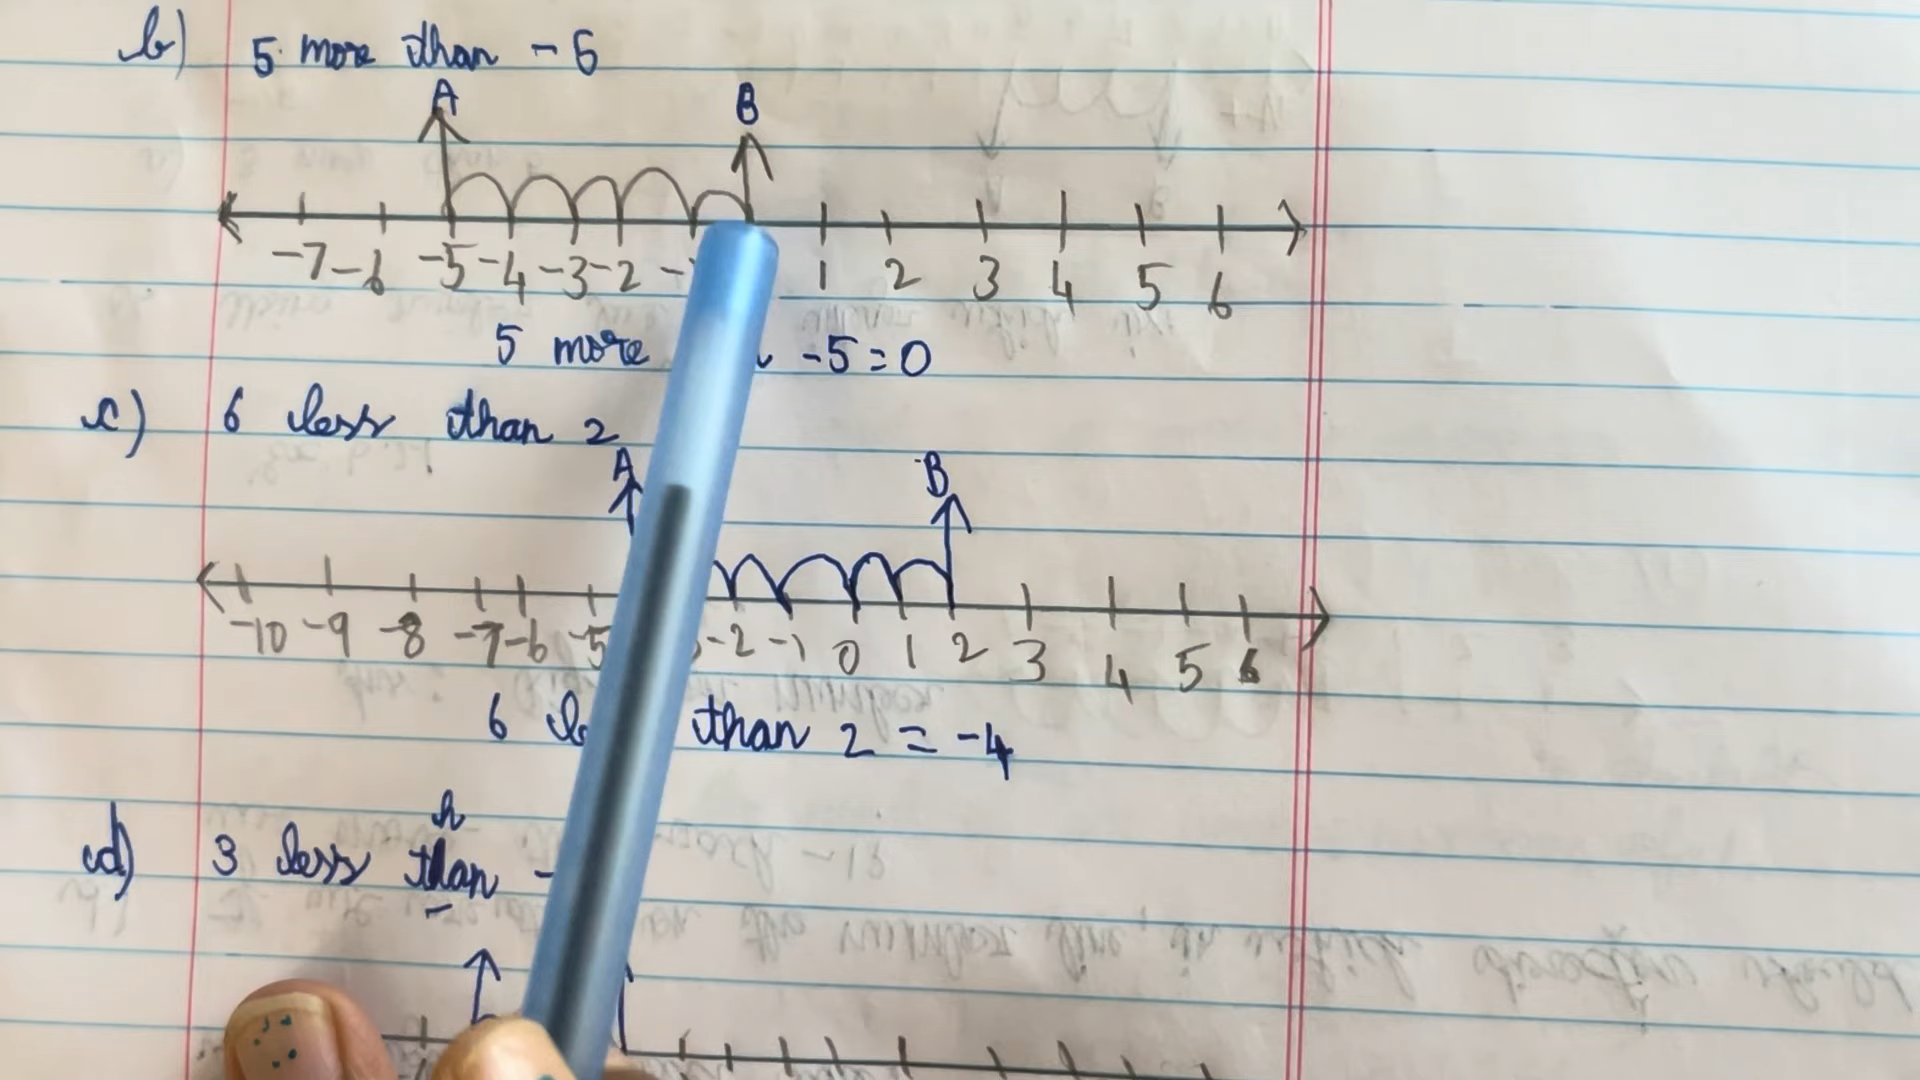 b) 5 more than -5
A B
-7 -6 -5 -4 -3 -2 1 2 3 4 5 6
5 more -5 = 0
c) 6 less than 2
A B
-10 -9 -8 -7 -6 -5 -2 -1 0 1 2 3 4 5 6
6 than 2 = -4
h
d) 3 less than -